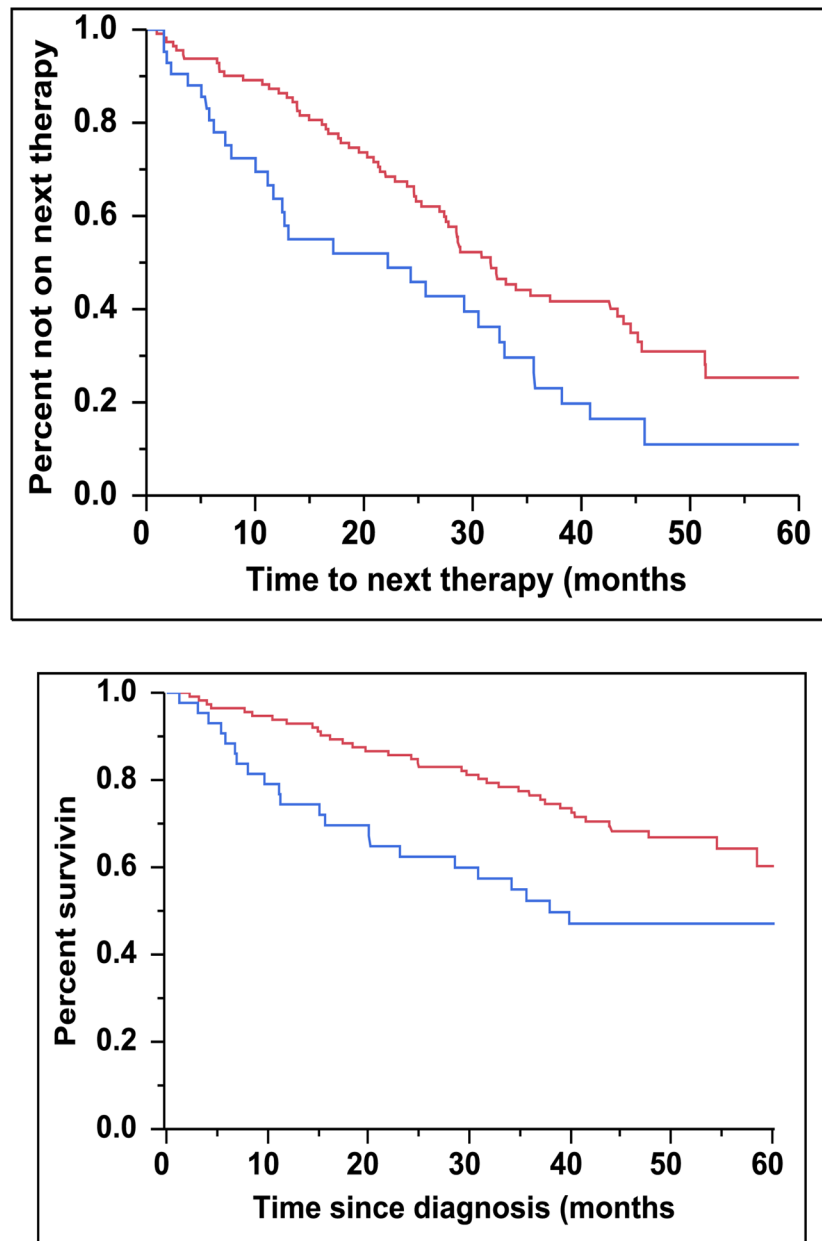 Percent not on next therapy
1.0
0.8
0.6
0.4
0.2
0.0
0 10 20 30 40 50 60
Time to next therapy (months
Percent survivin
1.0
0.8
0.6
0.4
0.2
0.0
0 10 20 30 40 50 60
Time since diagnosis (months